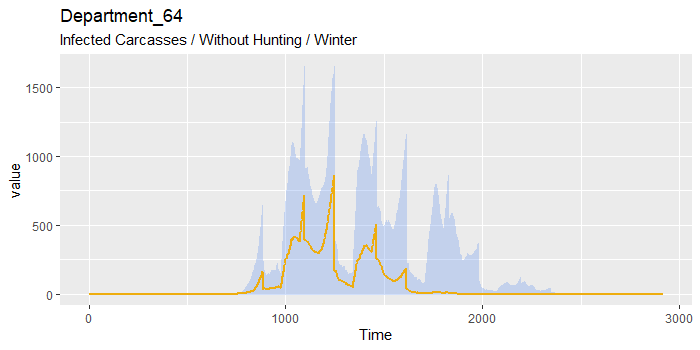 Department_64
Infected Carcasses / Without Hunting / Winter
1500
1000
500
0
value
0 1000 2000 3000
Time